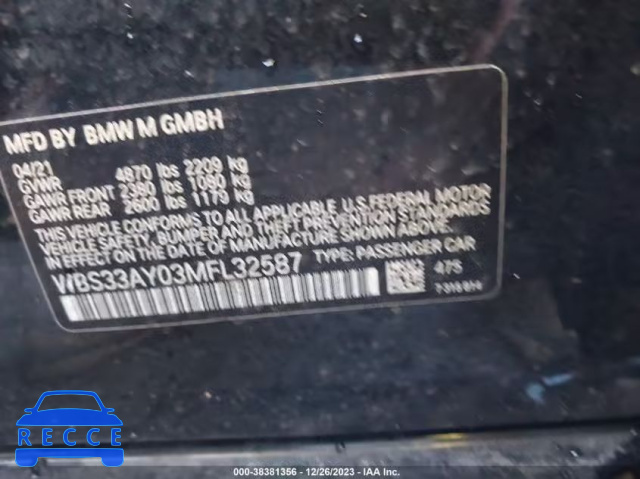 MFD BY BMW M GMBH
04/21
GVWR 4870 lbs 2209 kg
GAWR FRONT 2380 lbs 1080 kg
GAWR REAR 2600 lbs 1179 kg
THIS VEHICLE CONFORMS TO ALL APPLICABLE U.S.FEDERAL MOTOR
VEHICLE SAFETY, BUMPER AND THEFT PREVENTION STANDARDS
IN EFFECT ON THE DATE OF MANUFACTURE SHOWN ABOVE.
WBS33AY03MFL32587 TYPE: PASSENGER CAR
475
RECCE
000-38381356 - 12/26/2023 - IAA Inc.